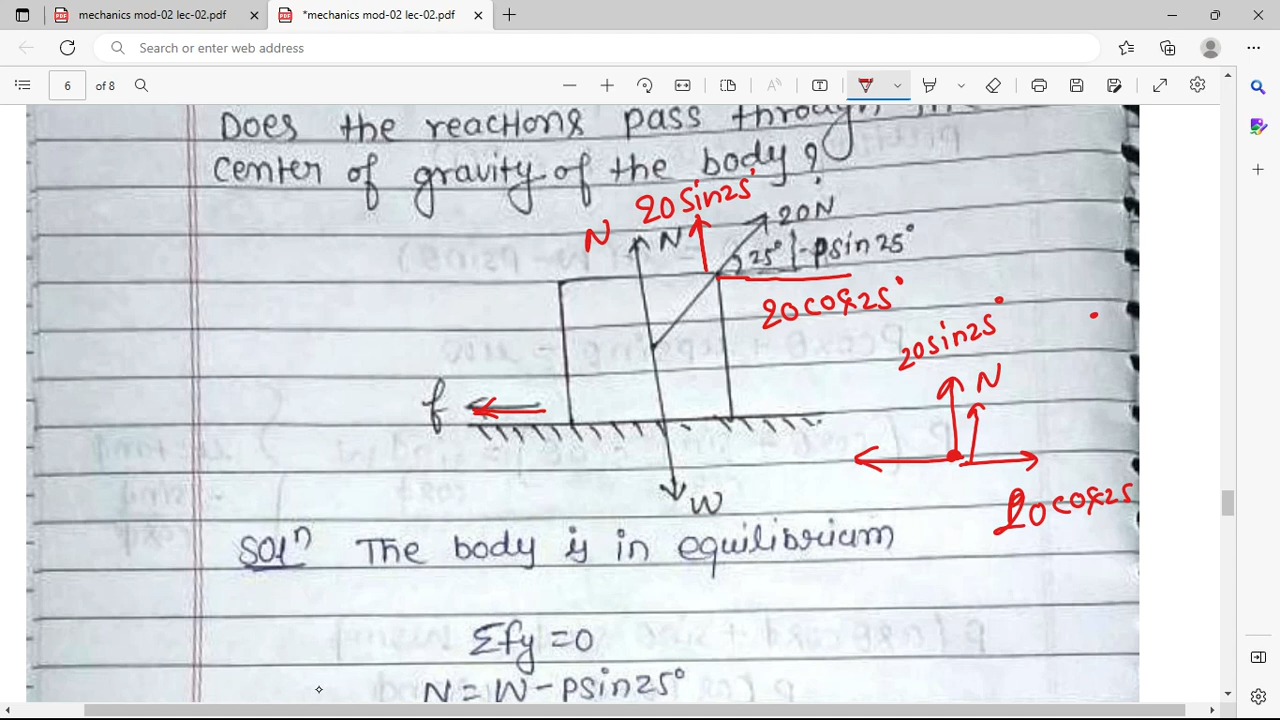 mechanics mod-02 lec-02.pdf
*mechanics mod-02 lec-02.pdf
Search or enter web address
6 of 8
Does the reactions pass through
center of gravity of the body?
20sin25°
N
N
20N
25°
psin25°
20cos25°
20sin25°
f
N
W
20cos25
Solⁿ The body is in equilibrium
Σfy =0
N = W - psin25°